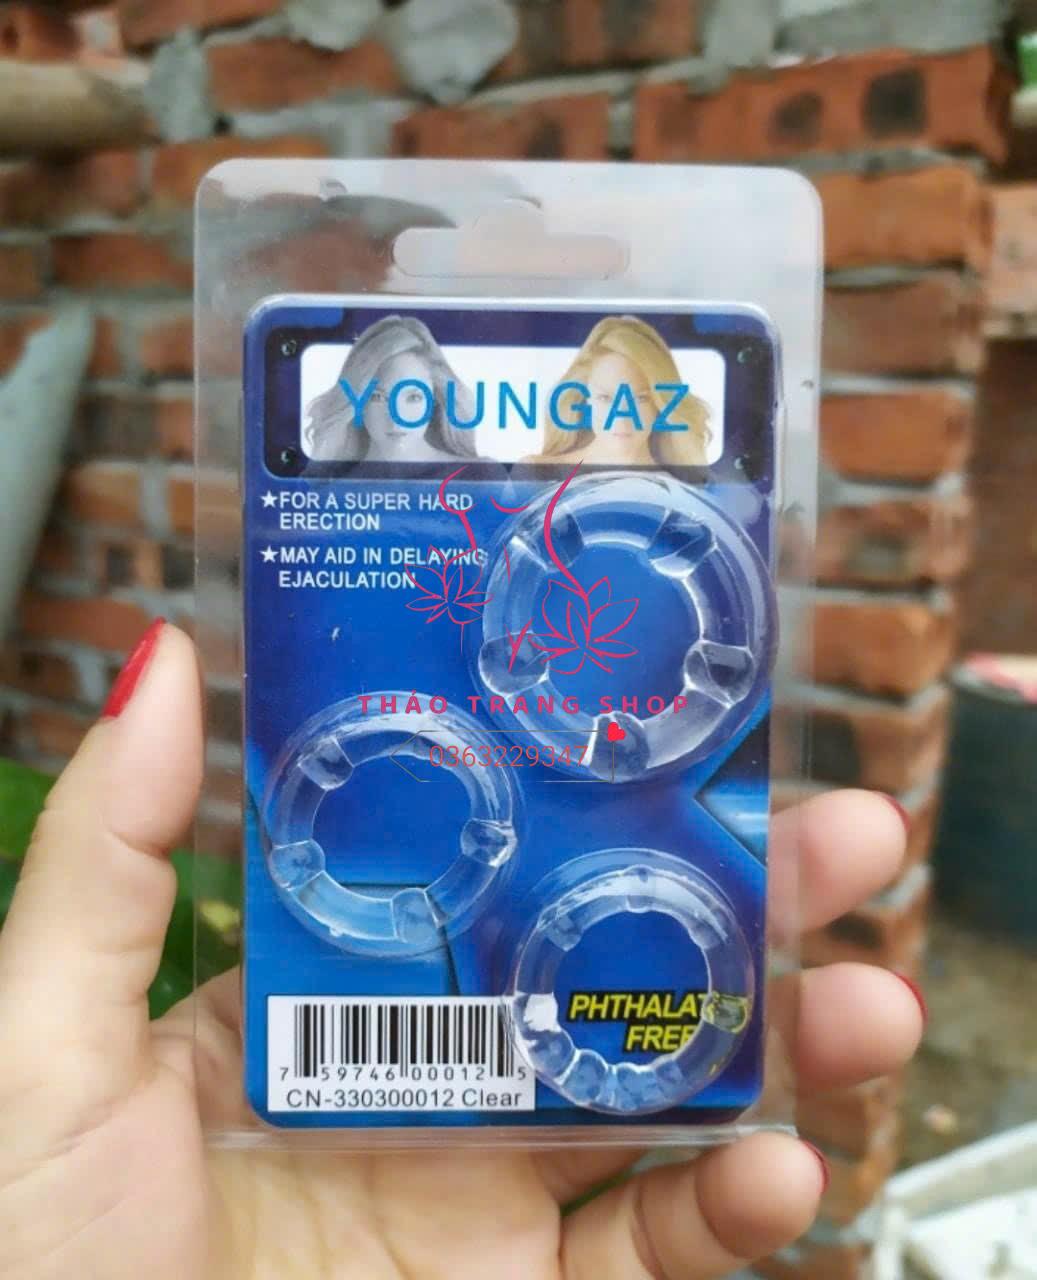 YOUNGAZ
★FOR A SUPER HARD
ERECTION
★MAY AID IN DELAYING
EJACULATION
THẢO TRANG SHOP
0363229347
PHTHALAT
FREE
7 59746 00012 5
CN-330300012 Clear